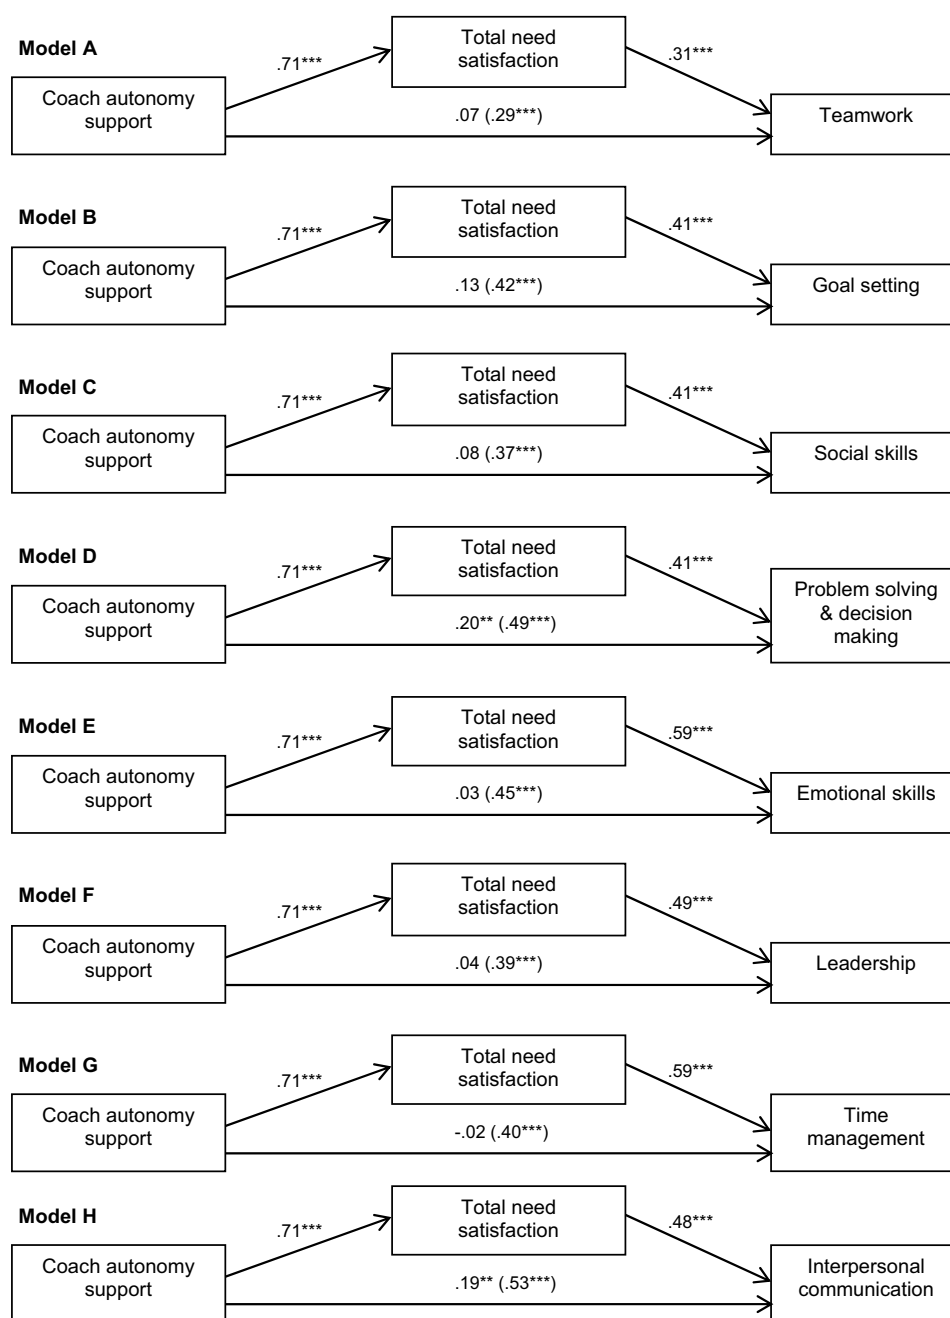 Model A
Total need
satisfaction
.71***
.31***
Coach autonomy
support
.07 (.29***)
Teamwork
Model B
Total need
satisfaction
.71***
.41***
Coach autonomy
support
.13 (.42***)
Goal setting
Model C
Total need
satisfaction
.71***
.41***
Coach autonomy
support
.08 (.37***)
Social skills
Model D
Total need
satisfaction
.71***
.41***
Coach autonomy
support
.20** (.49***)
Problem solving
& decision
making
Model E
Total need
satisfaction
.71***
.59***
Coach autonomy
support
.03 (.45***)
Emotional skills
Model F
Total need
satisfaction
.71***
.49***
Coach autonomy
support
.04 (.39***)
Leadership
Model G
Total need
satisfaction
.71***
.59***
Coach autonomy
support
-.02 (.40***)
Time
management
Model H
Total need
satisfaction
.71***
.48***
Coach autonomy
support
.19** (.53***)
Interpersonal
communication